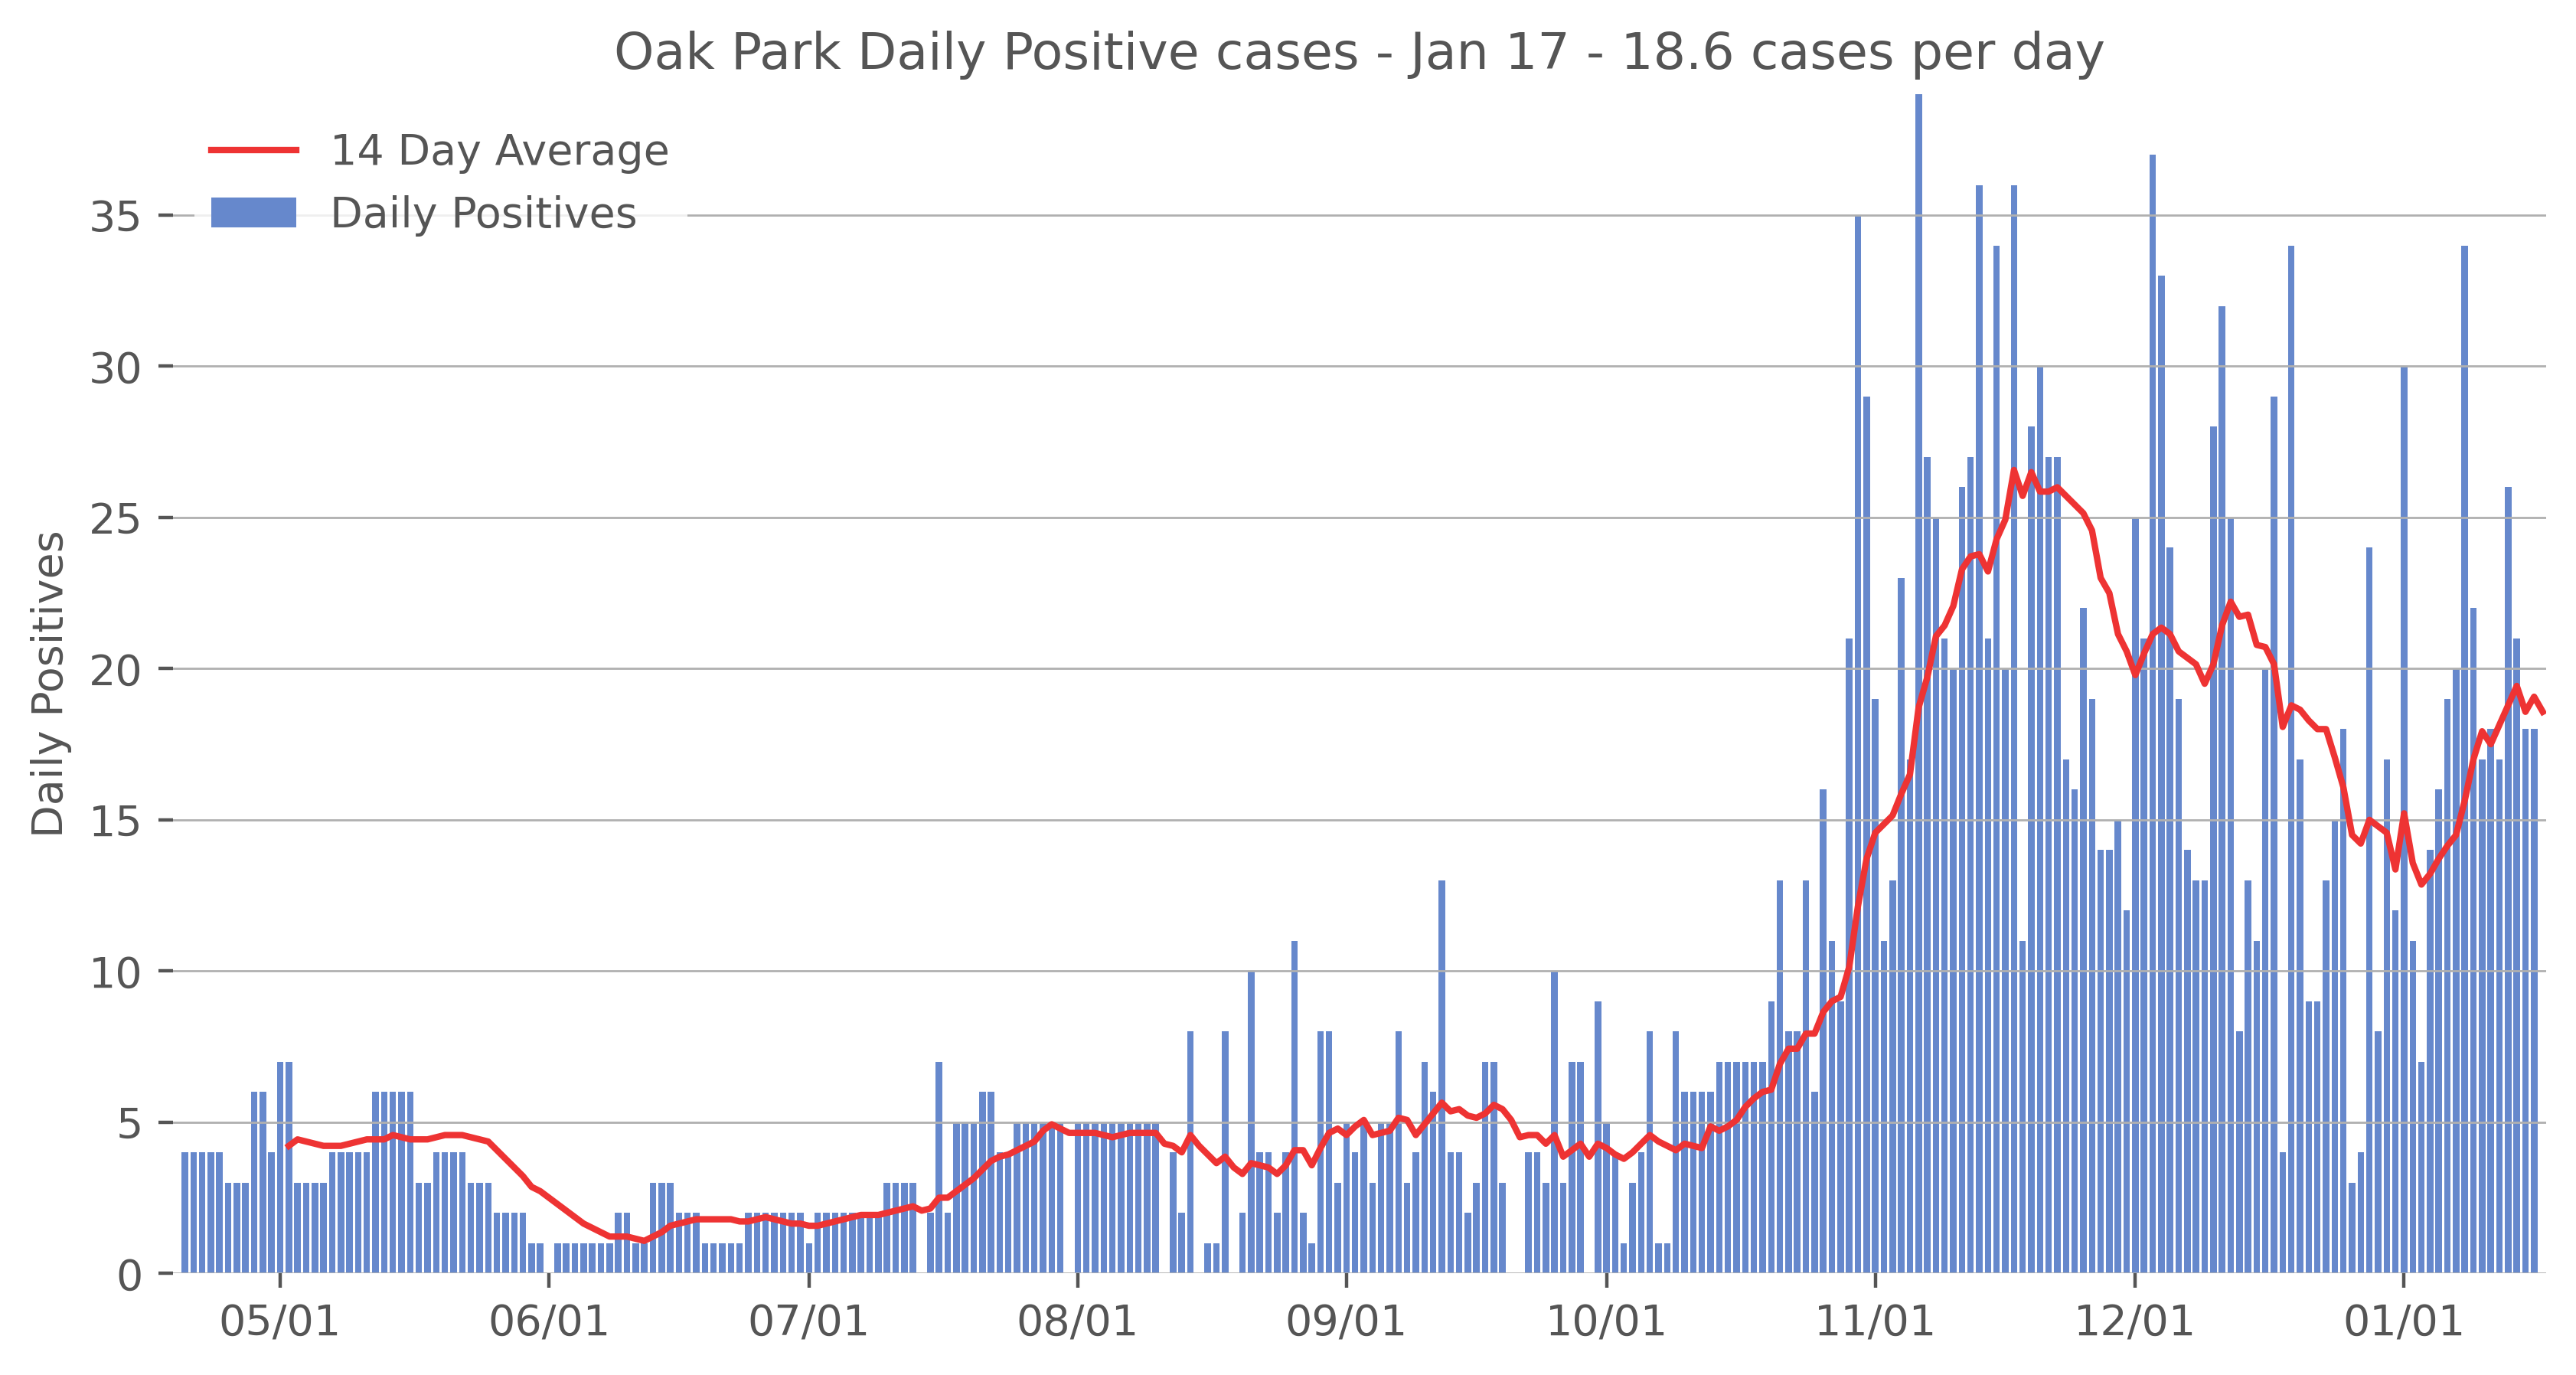 Oak Park Daily Positive cases - Jan 17 - 18.6 cases per day
14 Day Average
Daily Positives
Daily Positives
35
30
25
20
15
10
5
0
05/01 06/01 07/01 08/01 09/01 10/01 11/01 12/01 01/01